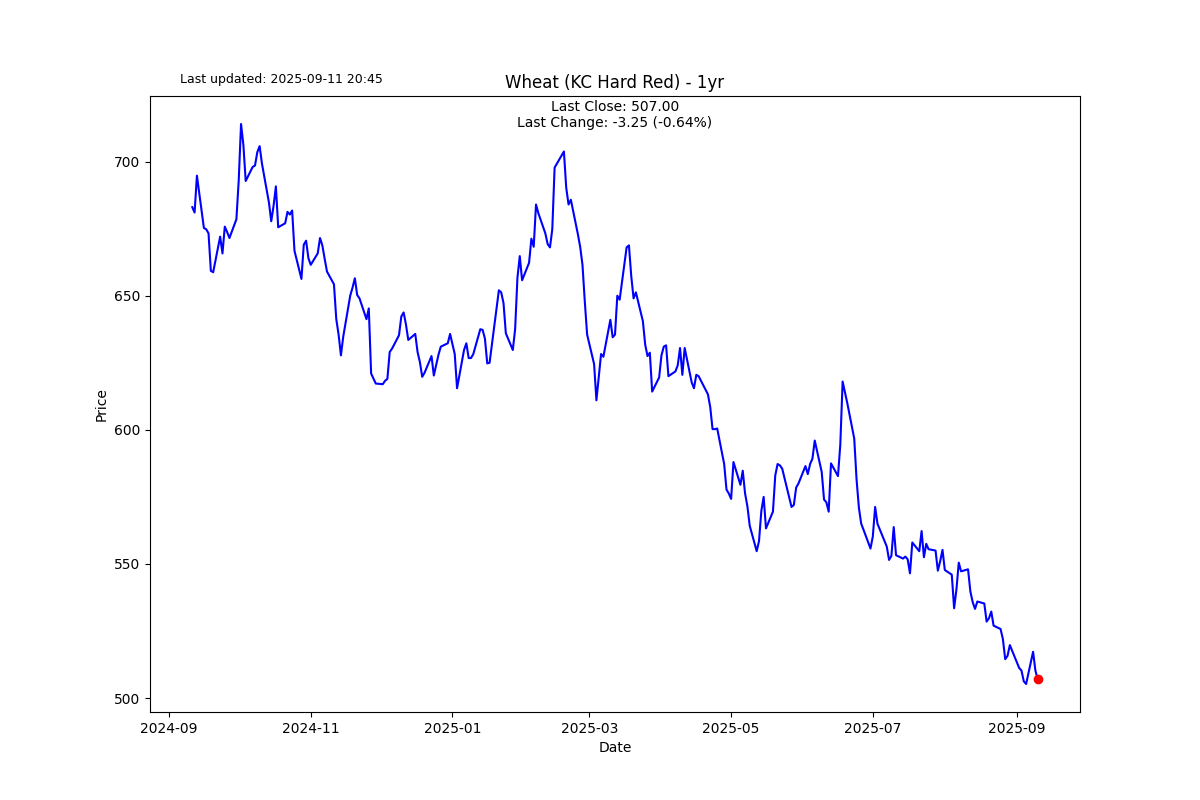 Last updated: 2025-09-11 20:45
Wheat (KC Hard Red) - 1yr
Last Close: 507.00
Last Change: -3.25 (-0.64%)
Price
700
650
600
550
500
2024-09
2024-11
2025-01
2025-03
2025-05
2025-07
2025-09
Date